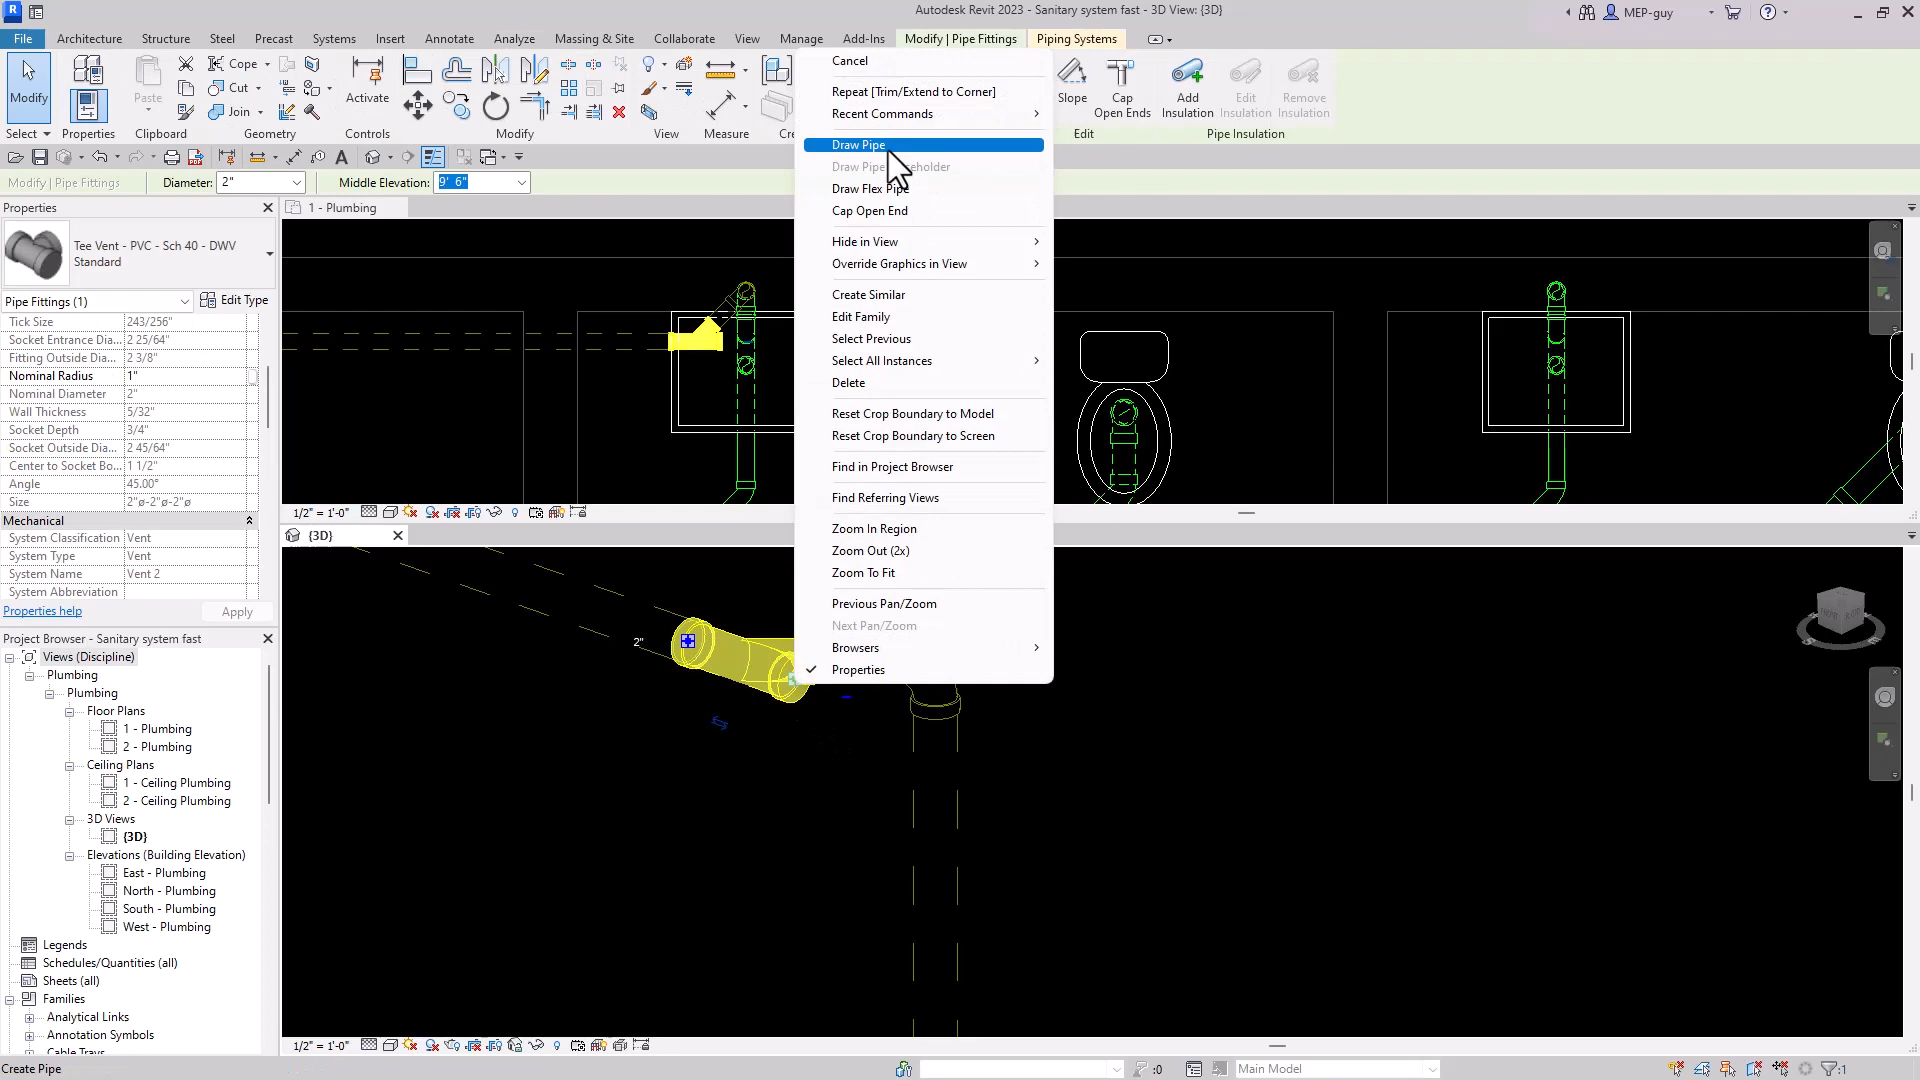 Autodesk Revit 2023 - Sanitary system fast - 3D View: {3D}
MEP-guy
File Architecture Structure Steel Precast Systems Insert Annotate Analyze Massing & Site Collaborate View Manage Add-Ins Modify | Pipe Fittings Piping Systems
Modify
Paste
Cope
Cut
Join
Activate
Slope
Cap
Open Ends
Add
Insulation
Edit
Insulation
Remove
Insulation
Select Properties Clipboard Geometry Controls Modify View Measure Edit Pipe Insulation
Modify | Pipe Fittings Diameter: 2" Middle Elevation: 9' 6"
Properties
Tee Vent - PVC - Sch 40 - DWV
Standard
Pipe Fittings (1) Edit Type
Tick Size 243/256"
Socket Entrance Dia... 2 25/64"
Fitting Outside Dia... 2 3/8"
Nominal Radius 1"
Nominal Diameter 2"
Wall Thickness 5/32"
Socket Depth 3/4"
Socket Outside Dia... 2 45/64"
Center to Socket Bo... 1 1/2"
Angle 45.00°
Size 2"ø-2"ø-2"ø
Mechanical
System Classification Vent
System Type Vent
System Name Vent 2
System Abbreviation
Properties help Apply
Project Browser - Sanitary system fast
Views (Discipline)
Plumbing
Plumbing
Floor Plans
1 - Plumbing
2 - Plumbing
Ceiling Plans
1 - Ceiling Plumbing
2 - Ceiling Plumbing
3D Views
{3D}
Elevations (Building Elevation)
East - Plumbing
North - Plumbing
South - Plumbing
West - Plumbing
Legends
Schedules/Quantities (all)
Sheets (all)
Families
Analytical Links
Annotation Symbols
Cable Trays
1 - Plumbing
1/2" = 1'-0"
{3D}
2"
1/2" = 1'-0"
Cancel
Repeat [Trim/Extend to Corner]
Recent Commands
Draw Pipe
Draw Pipe
Draw Flex Pipe
Cap Open End
Hide in View
Override Graphics in View
Create Similar
Edit Family
Select Previous
Select All Instances
Delete
Reset Crop Boundary to Model
Reset Crop Boundary to Screen
Find in Project Browser
Find Referring Views
Zoom In Region
Zoom Out (2x)
Zoom To Fit
Previous Pan/Zoom
Next Pan/Zoom
Browsers
Properties
Create Pipe
:0
Main Model
:1